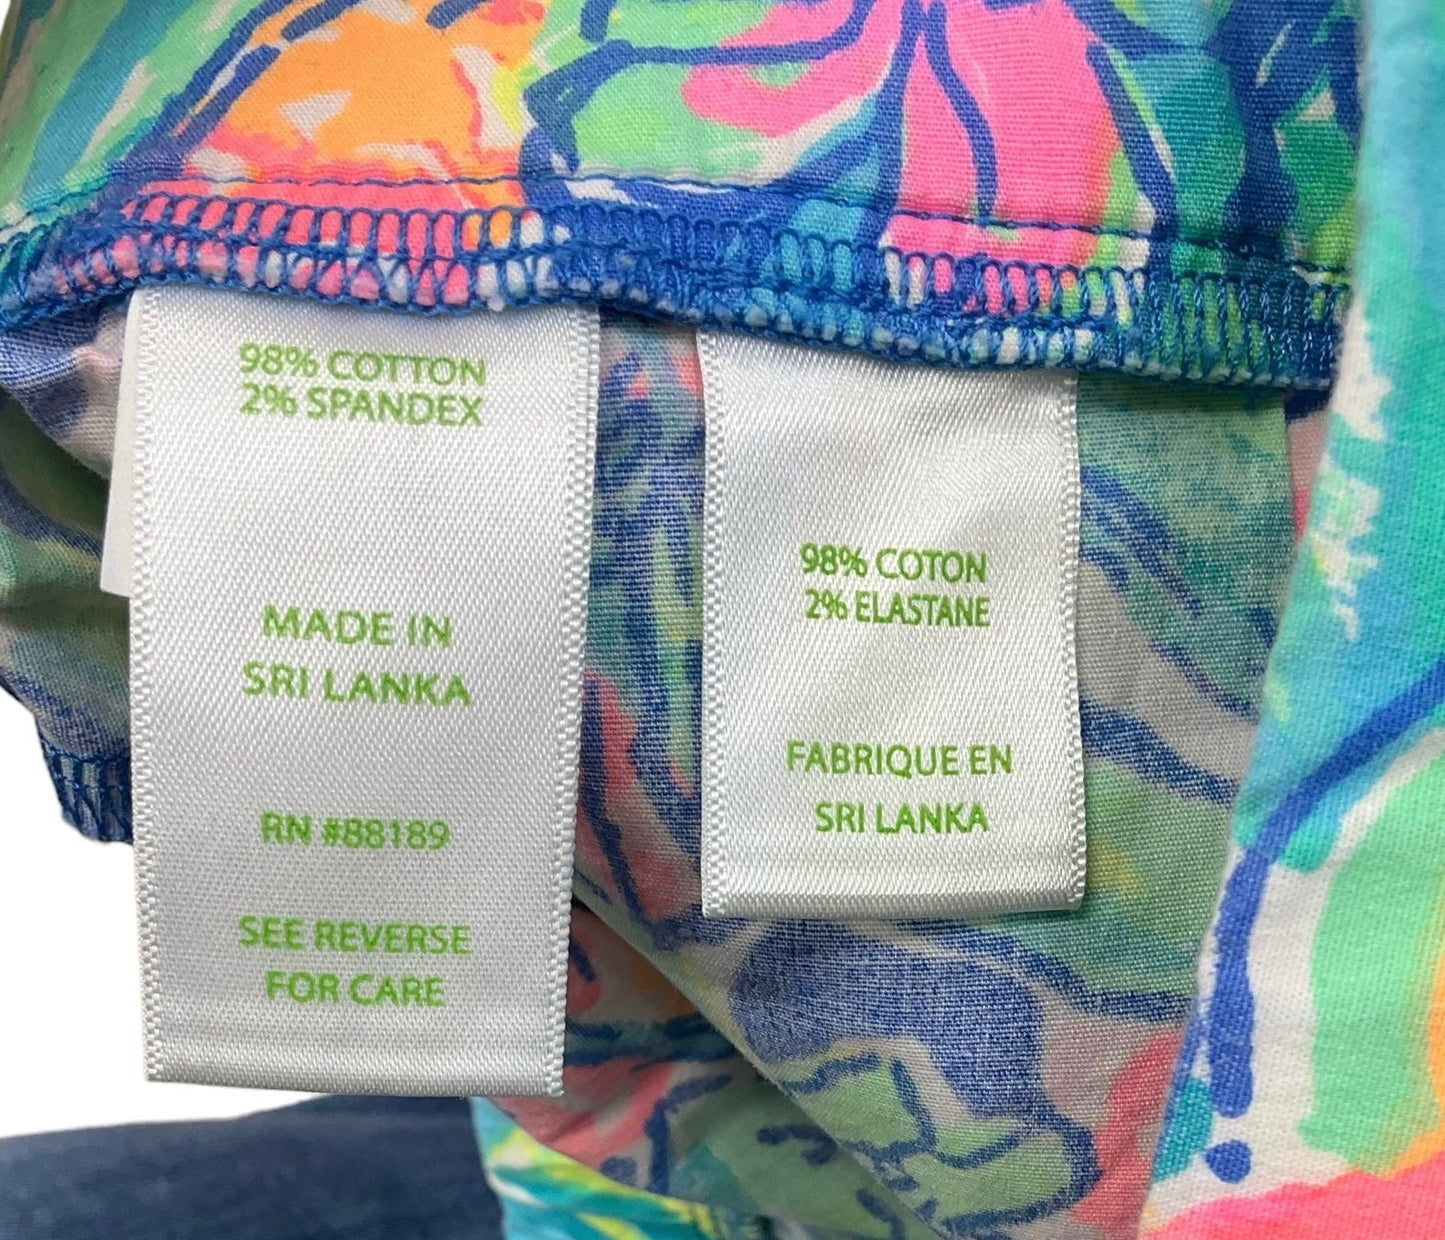 98% COTTON
2% SPANDEX
MADE IN
SRI LANKA
RN #88189
SEE REVERSE
FOR CARE
98% COTON
2% ELASTANE
FABRIQUE EN
SRI LANKA